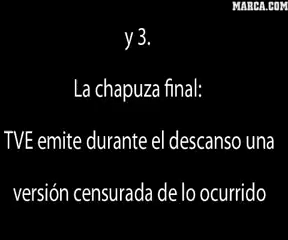 MARCA.COM
y 3.
La chapuza final:
TVE emite durante el descanso una
versión censurada de lo ocurrido